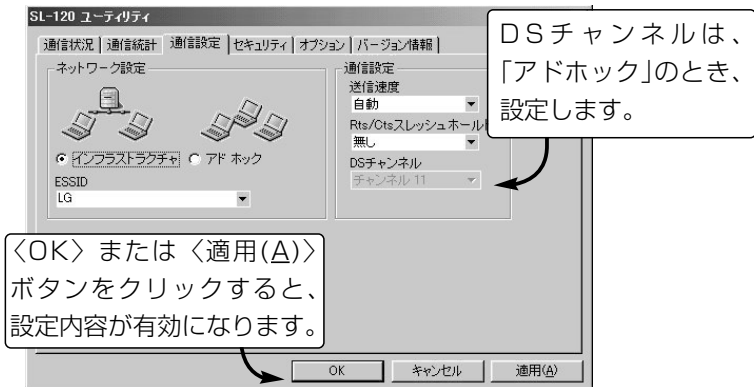 SL-120 ユーティリティ
通信状況 通信統計 通信設定 セキュリティ オプション バージョン情報
ネットワーク設定
インフラストラクチャ アド ホック
ESSID
LG
通信設定
送信速度
自動
Rts/Ctsスレッシュホール
無し
DSチャンネル
チャンネル 11
DSチャンネルは、
「アドホック」のとき、
設定します。
〈OK〉または〈適用(A)〉
ボタンをクリックすると、
設定内容が有効になります。
OK キャンセル 適用(A)